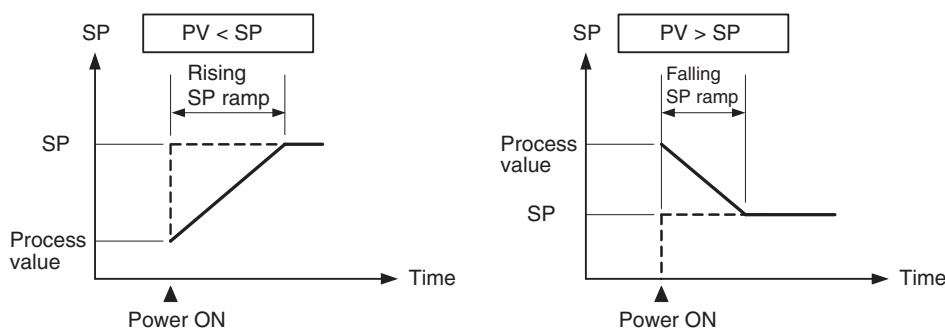 SP
PV < SP
Rising
SP ramp
SP
Process
value
Time
Power ON
SP
PV > SP
Falling
SP ramp
Process
value
SP
Time
Power ON